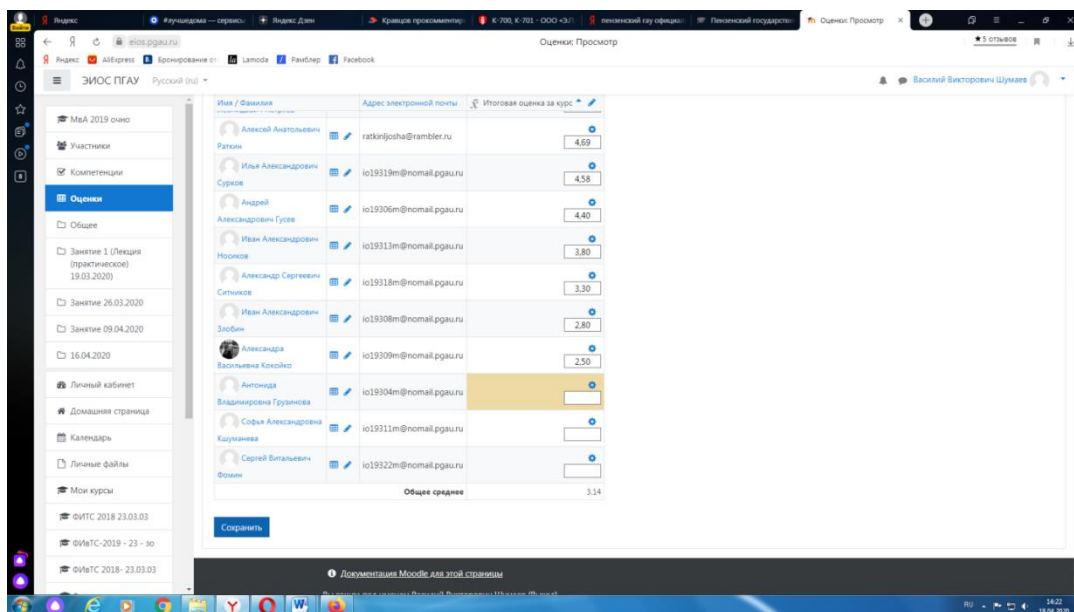 Яндекс
#лучшедома — сервисы
Яндекс Дзен
Кравцов прокомментир
К-700, К-701 - ООО «З.П
пензенский гау официал
Пензенский государстве
Оценки: Просмотр
Войти
eios.pgau.ru
Оценки: Просмотр
★ 5 отзывов
Яндекс
AliExpress
Бронирование от
Lamoda
Рамблер
Facebook
ЭИОС ПГАУ
Русский (ru)
Василий Викторович Шумаев
МвА 2019 очно
Участники
Компетенции
Оценки
Общее
Занятие 1 (Лекция
(практическое)
19.03.2020)
Занятие 26.03.2020
Занятие 09.04.2020
16.04.2020
Личный кабинет
Домашняя страница
Календарь
Личные файлы
Мои курсы
ФИТС 2018 23.03.03
ФИвТС-2019 - 23 - зо
ФИвТС 2018- 23.03.03
Имя / Фамилия
Адрес электронной почты
Итоговая оценка за курс
Алексей Анатольевич
Раткин
ratkinljosha@rambler.ru
4,69
Илья Александрович
Сурков
io19319m@nomail.pgau.ru
4,58
Андрей
Александрович Гусев
io19306m@nomail.pgau.ru
4,40
Иван Александрович
Носиков
io19313m@nomail.pgau.ru
3,80
Александр Сергеевич
Ситников
io19318m@nomail.pgau.ru
3,30
Иван Александрович
Злобин
io19308m@nomail.pgau.ru
2,80
Александра
Васильевна Кокойко
io19309m@nomail.pgau.ru
2,50
Антонида
Владимировна Грузинова
io19304m@nomail.pgau.ru
Софья Александровна
Кшуманева
io19311m@nomail.pgau.ru
Сергей Витальевич
Фомин
io19322m@nomail.pgau.ru
Общее среднее
3,14
Сохранить
Документация Moodle для этой страницы
RU
14:22
18.04.2020